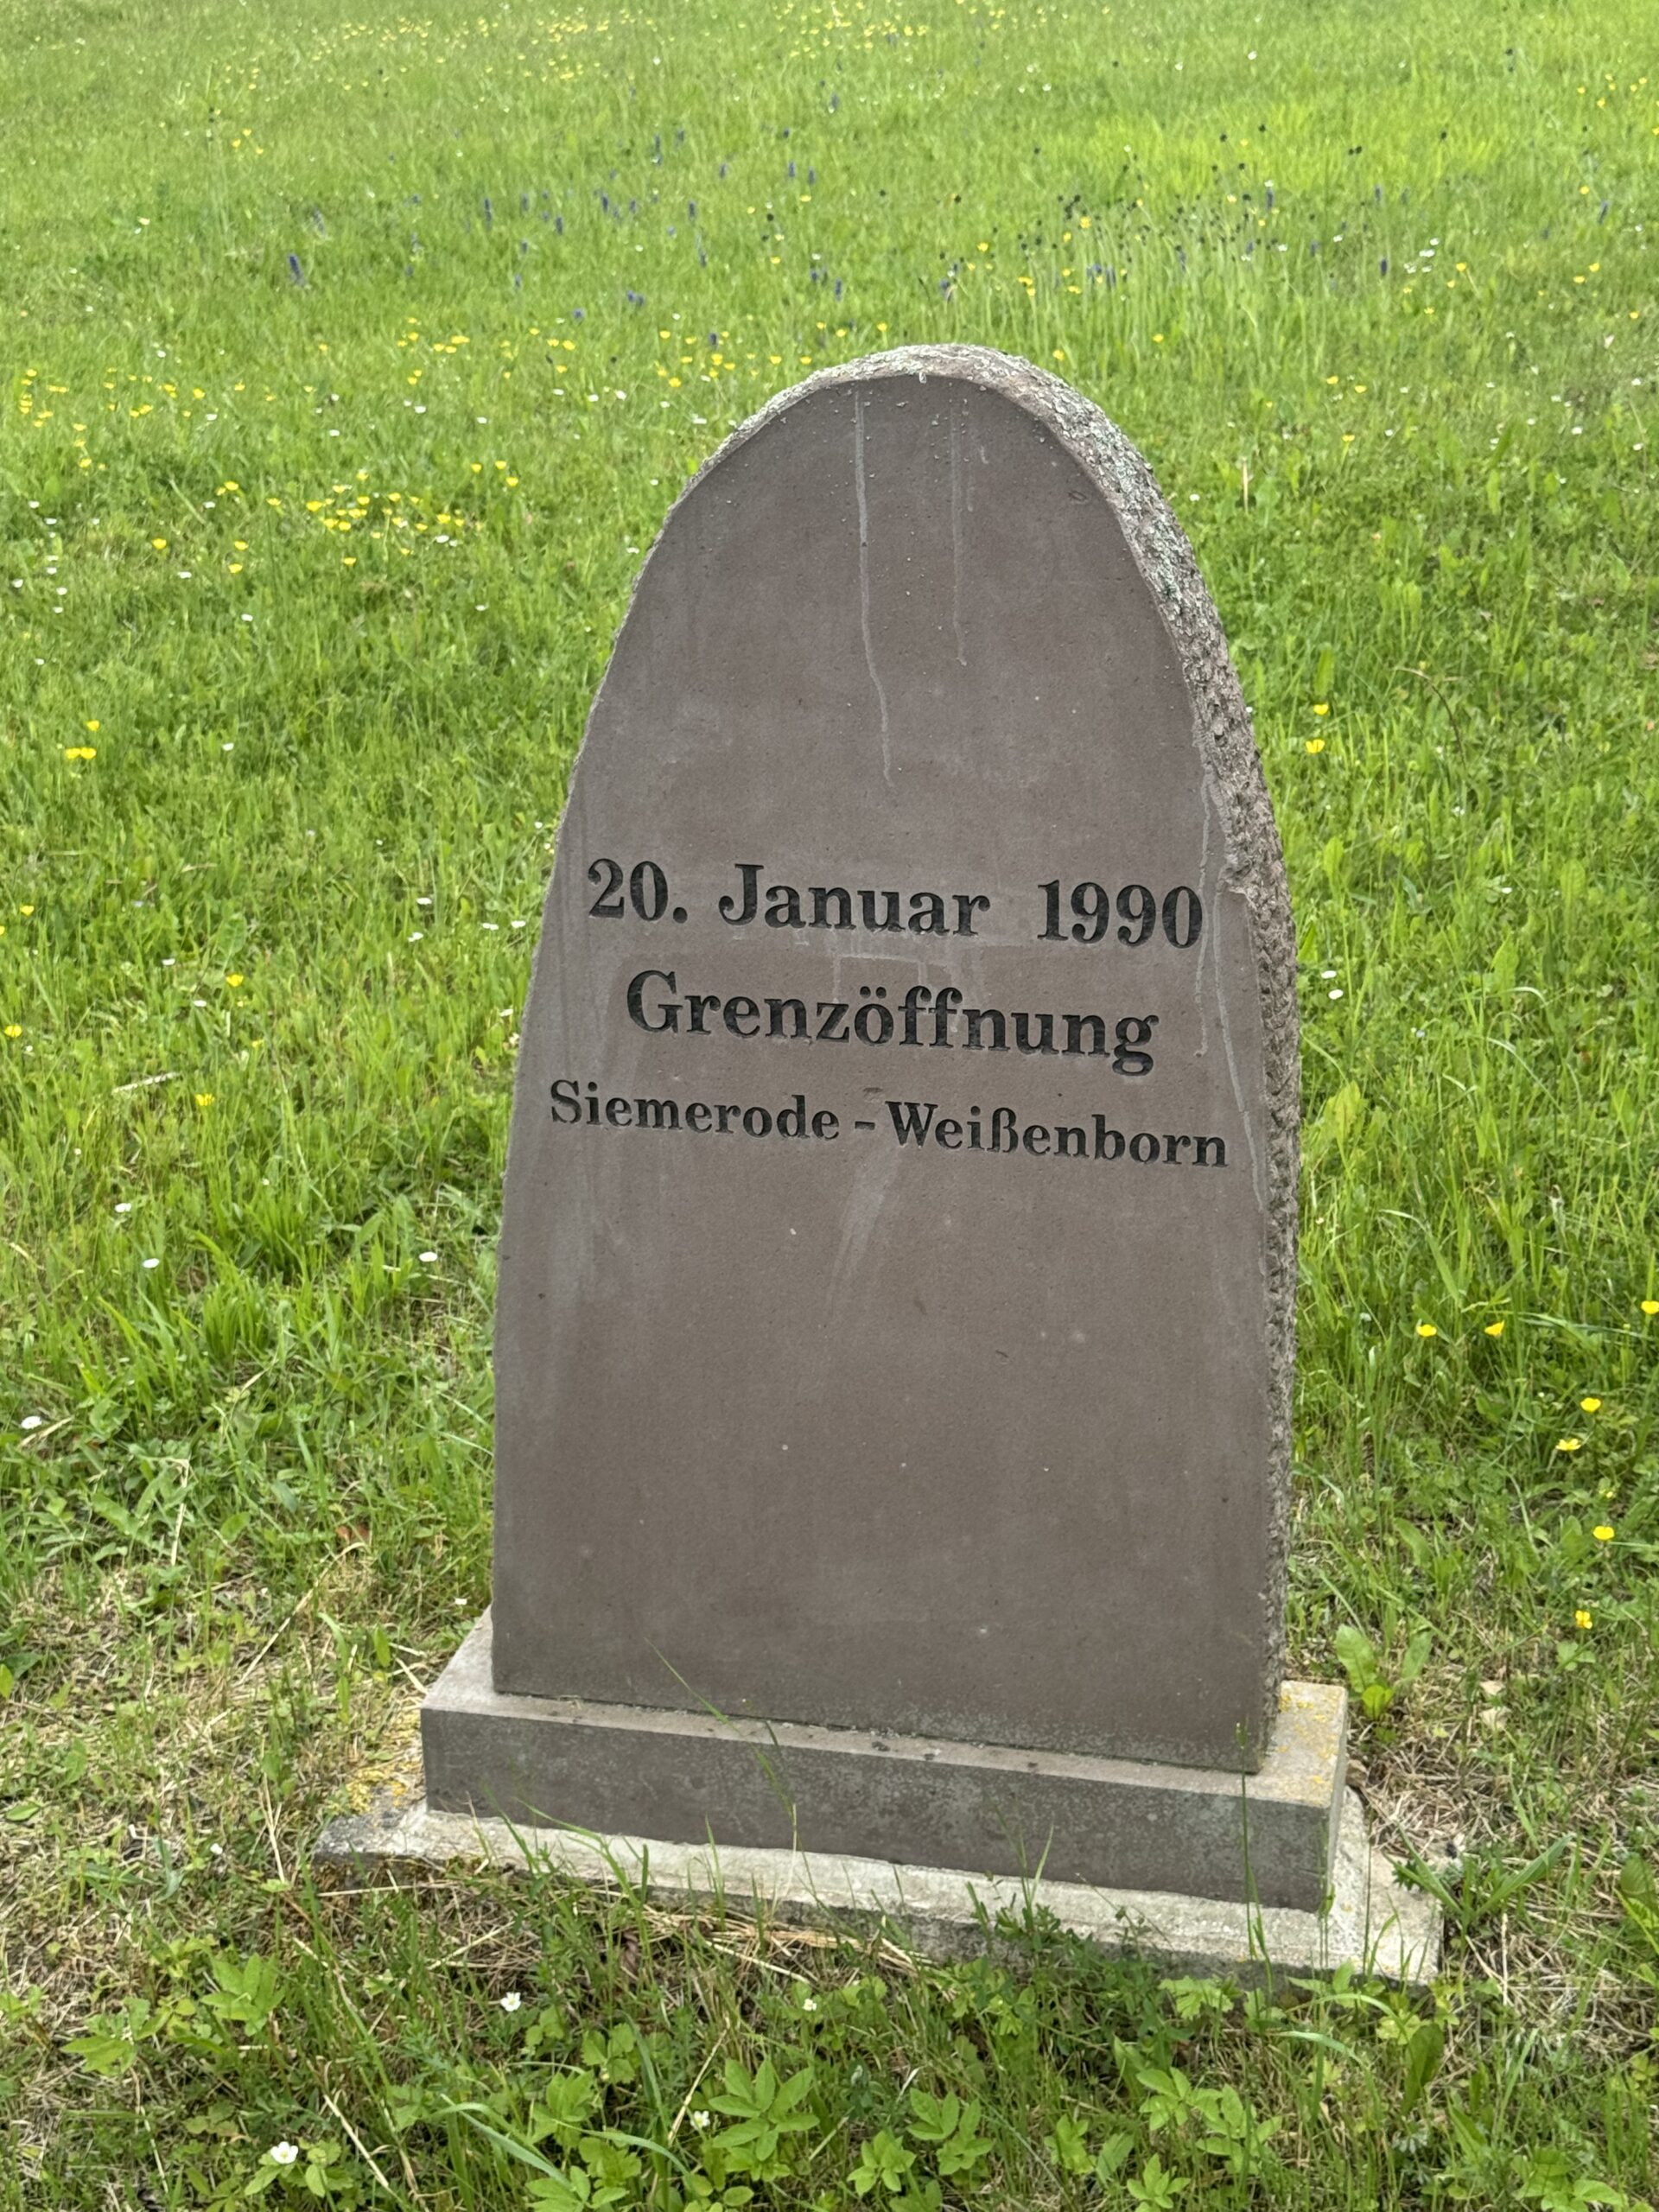 20. Januar 1990
Grenzöffnung
Siemerode - Weißenborn